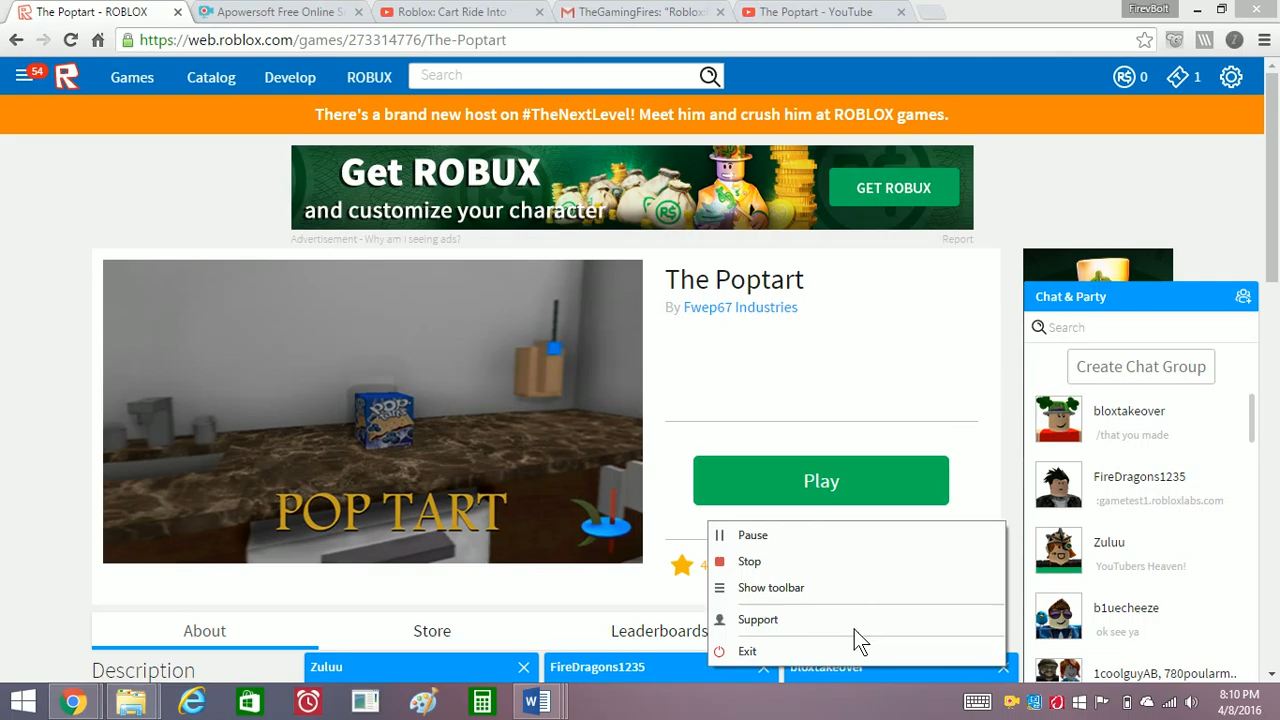 The Poptart - ROBLOX
Apowersoft Free Online S
Roblox: Cart Ride Into
TheGamingFires: "Roblox
The Poptart - YouTube
FirevBolt
https://web.roblox.com/games/273314776/The-Poptart
54
Games
Catalog
Develop
ROBUX
Search
R$ 0
1
There's a brand new host on #TheNextLevel! Meet him and crush him at ROBLOX games.
Get ROBUX
and customize your character
GET ROBUX
Advertisement - Why am i seeing ads?
Report
POP TART
The Poptart
By Fwep67 Industries
Play
4
Pause
Stop
Show toolbar
Support
Exit
Chat & Party
Search
Create Chat Group
bloxtakeover
/that you made
FireDragons1235
:gametest1.robloxlabs.com
Zuluu
YouTubers Heaven!
b1uecheeze
ok see ya
1coolguyAB, 780poularm..
About
Store
Leaderboards
Description
Zuluu
FireDragons1235
bloxtakeover
8:10 PM
4/8/2016